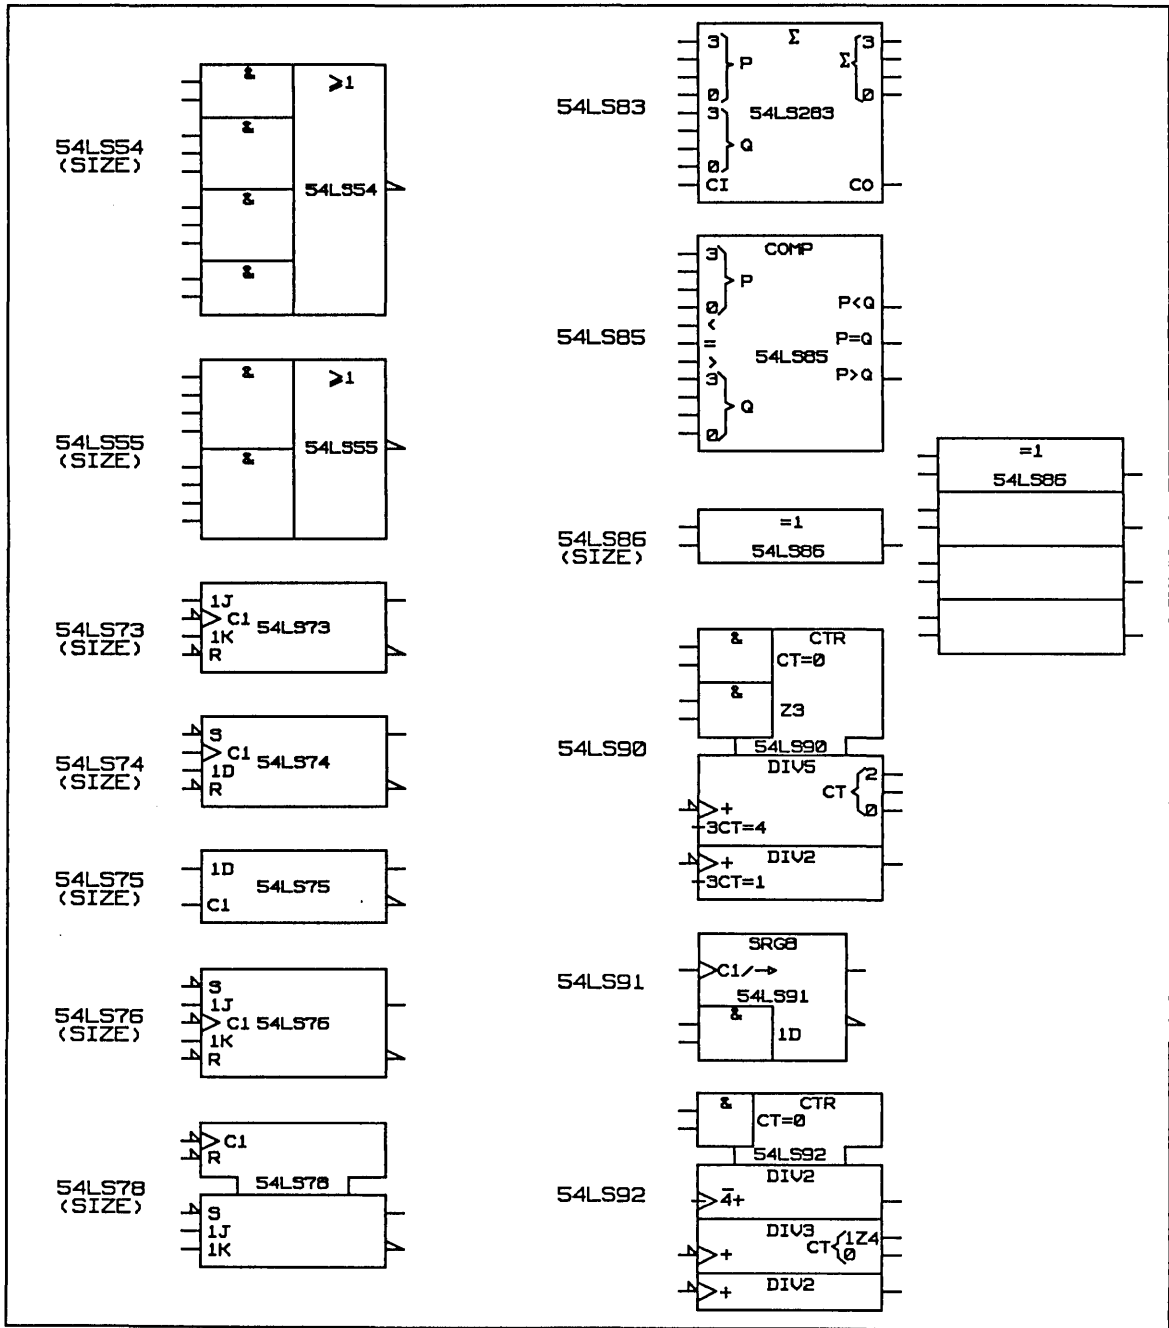 54LS54
(SIZE)
&
&
&
&
≥1
54LS54
54LS55
(SIZE)
&
&
≥1
54LS55
54LS73
(SIZE)
1J
C1
1K
R
54LS73
54LS74
(SIZE)
S
C1
1D
R
54LS74
54LS75
(SIZE)
1D
C1
54LS75
54LS76
(SIZE)
S
1J
C1
1K
R
54LS76
54LS78
(SIZE)
C1
R
54LS78
S
1J
1K
54LS83
Σ
3
0
P
3
Σ
0
54LS283
3
0
Q
CI
CO
54LS85
COMP
3
P
0
<
=
>
3
Q
0
P<Q
P=Q
P>Q
54LS85
54LS86
(SIZE)
=1
54LS86
=1
54LS86
54LS90
&
CTR
CT=0
&
Z3
54LS90
DIV5
CT
2
0
+
3CT=4
DIV2
+
3CT=1
54LS91
SRG8
C1/→
54LS91
&
1D
54LS92
&
CTR
CT=0
54LS92
DIV2
4+
DIV3
+
CT
1Z4
0
DIV2
+